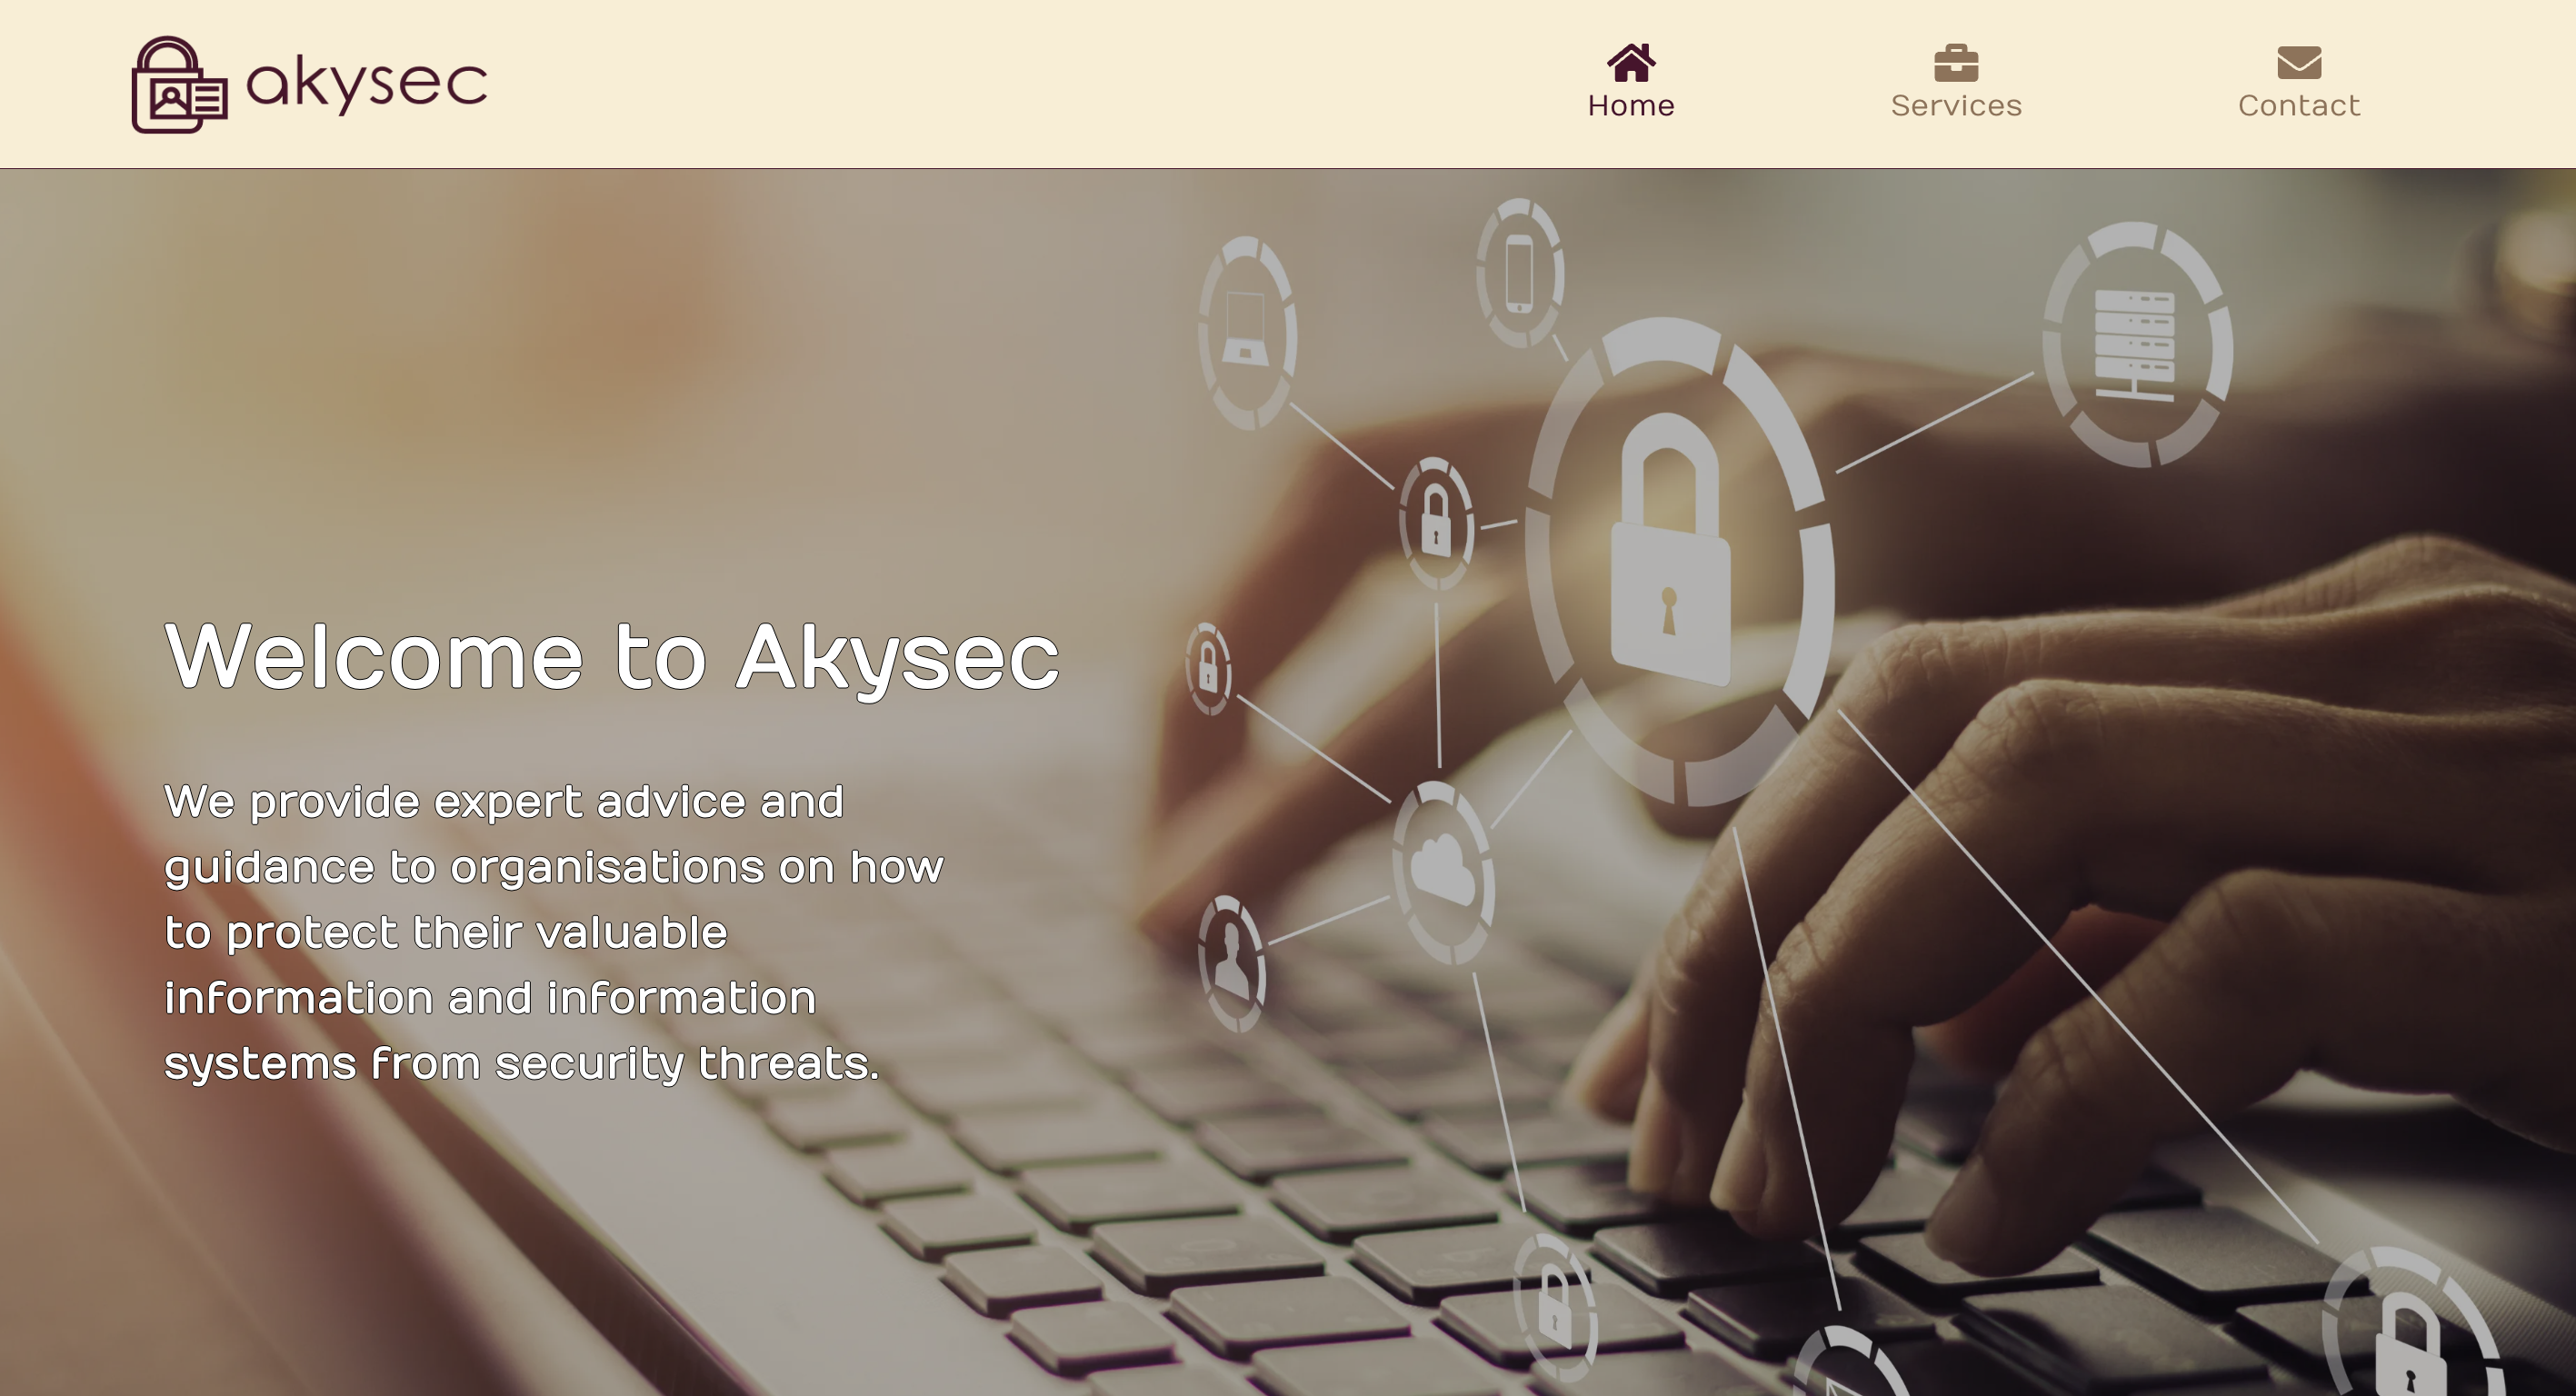 akysec
Home
Services
Contact
Welcome to Akysec
We provide expert advice and
guidance to organisations on how
to protect their valuable
information and information
systems from security threats.